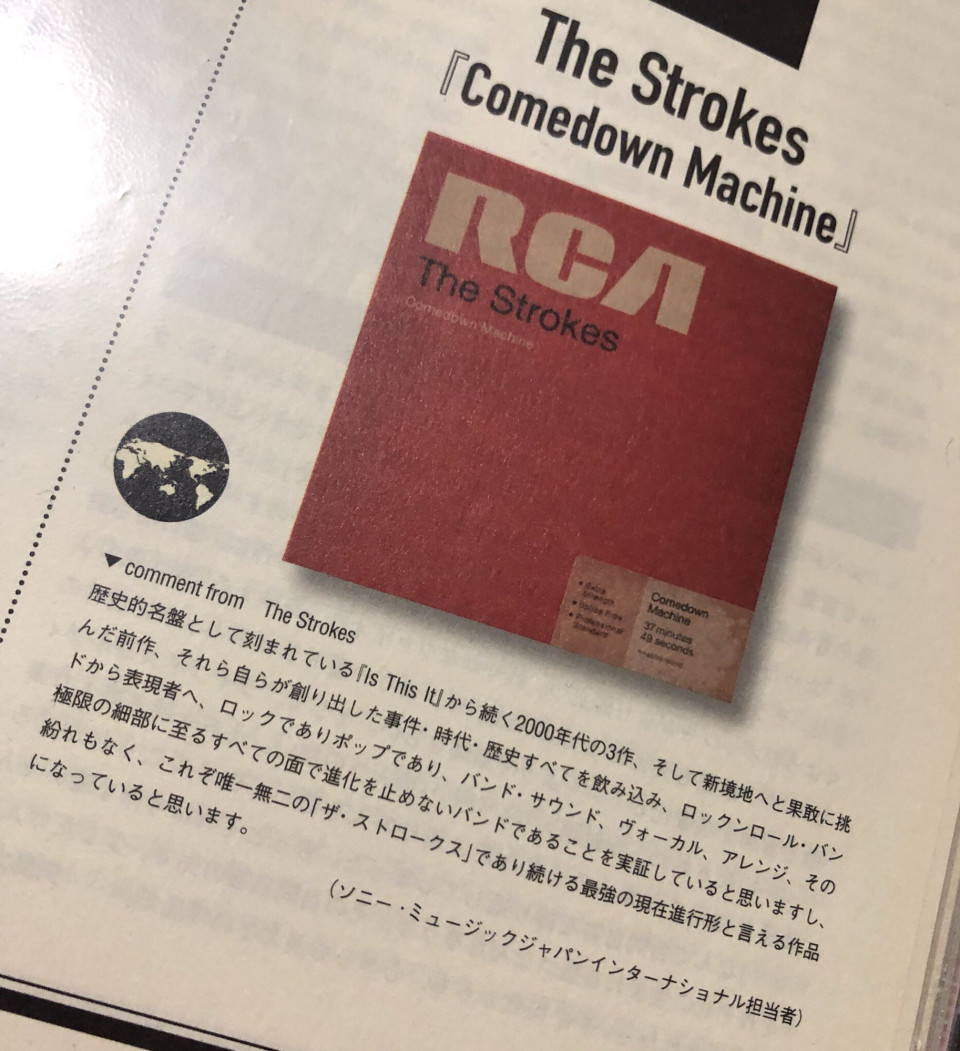 The Strokes
『Comedown Machine』
RCA
The Strokes
Comedown Machine
• Extra
Strength
• Splice Free
• Professional
Standard
Comedown
Machine
37 minutes
49 seconds
▼comment from The Strokes
歴史的名盤として刻まれている『Is This It』から続く2000年代の3作、そして新境地へと果敢に挑
んだ前作、それら自らが創り出した事件・時代・歴史すべてを飲み込み、ロックンロール・バン
ドから表現者へ、ロックでありポップであり、バンド・サウンド、ヴォーカル、アレンジ、その
極限の細部に至るすべての面で進化を止めないバンドであることを実証していると思いますし、
紛れもなく、これぞ唯一無二の「ザ・ストロークス」であり続ける最強の現在進行形と言える作品
になっていると思います。
(ソニー・ミュージックジャパンインターナショナル担当者)